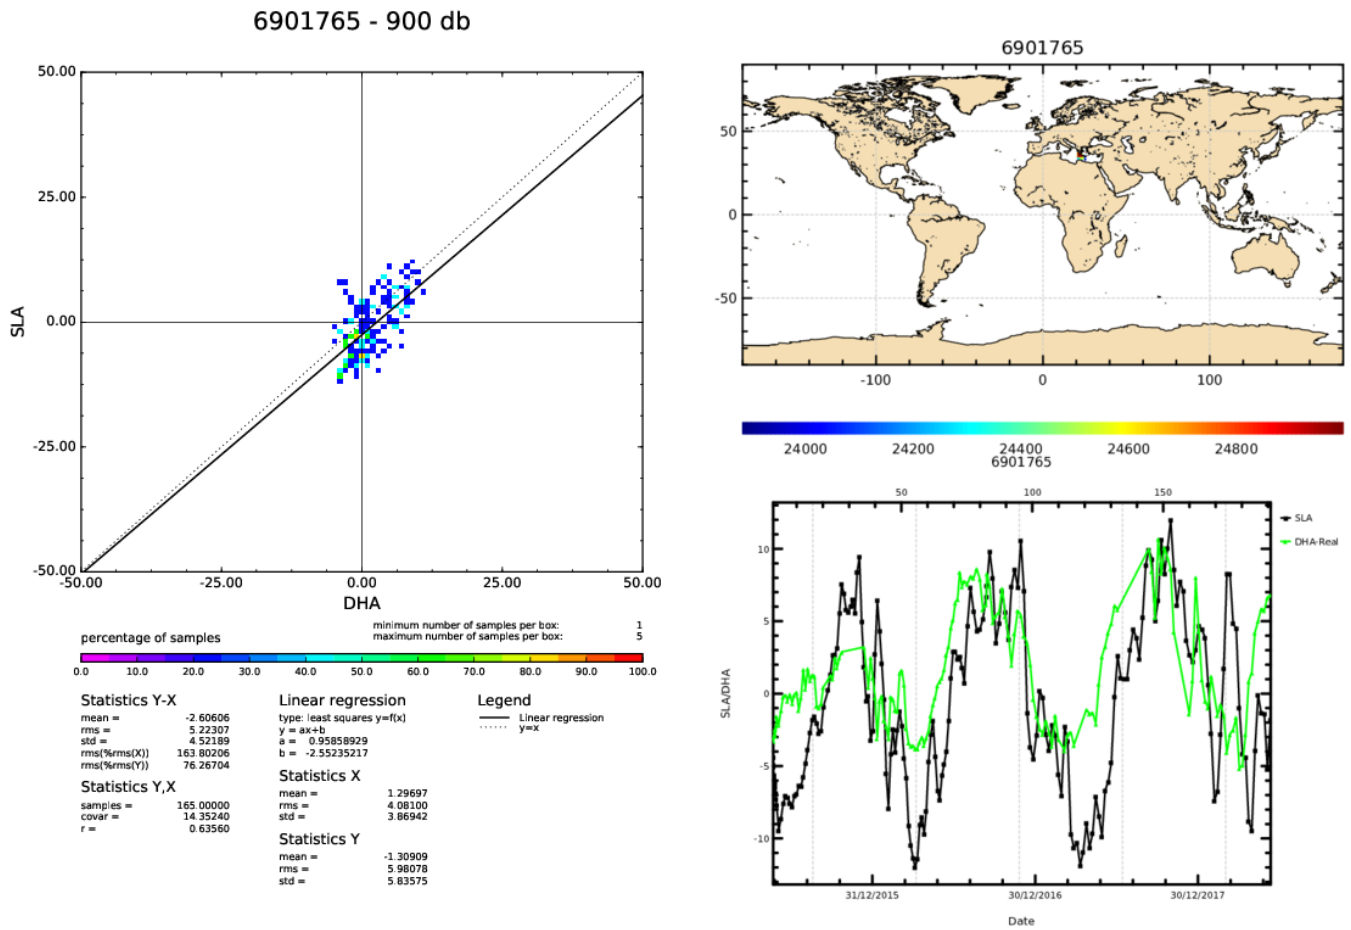 6901765 - 900 db
50.00
25.00
0.00
-25.00
-50.00
SLA
-50.00 -25.00 0.00 25.00 50.00
DHA
minimum number of samples per box: 1
maximum number of samples per box: 5
percentage of samples
0.0 10.0 20.0 30.0 40.0 50.0 60.0 70.0 80.0 90.0 100.0
Statistics Y-X
mean = -2.60606
rms = 5.22307
std = 4.52189
rms(%rms(X)) 163.80206
rms(%rms(Y)) 76.26704
Statistics Y,X
samples = 165.00000
covar = 14.35240
r = 0.63560
Linear regression
type: least squares y=f(x)
y = ax+b
a = 0.95858929
b = -2.55235217
Statistics X
mean = 1.29697
rms = 4.08100
std = 3.86942
Statistics Y
mean = -1.30909
rms = 5.98078
std = 5.83575
Legend
Linear regression
y=x
6901765
50
0
-50
-100 0 100
24000 24200 24400 24600 24800
6901765
50 100 150
10
5
0
-5
-10
SLA/DHA
SLA
DHA-Real
31/12/2015 30/12/2016 30/12/2017
Date